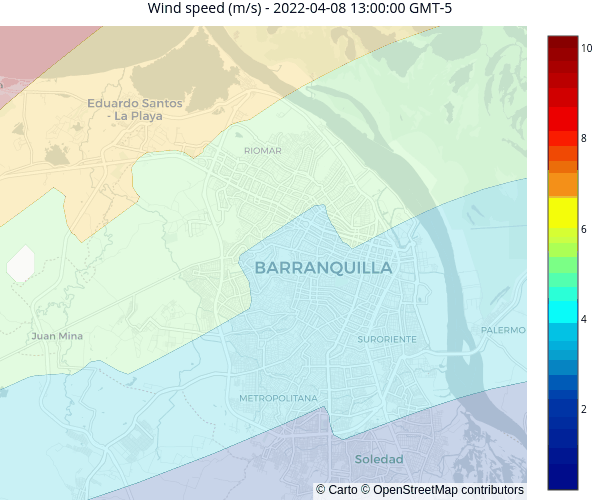 Wind speed (m/s) - 2022-04-08 13:00:00 GMT-5
10
Eduardo Santos
- La Playa
8
RIOMAR
6
BARRANQUILLA
4
PALERMO
Juan Mina
SURORIENTE
METROPOLITANA
2
Soledad
© Carto © OpenStreetMap contributors